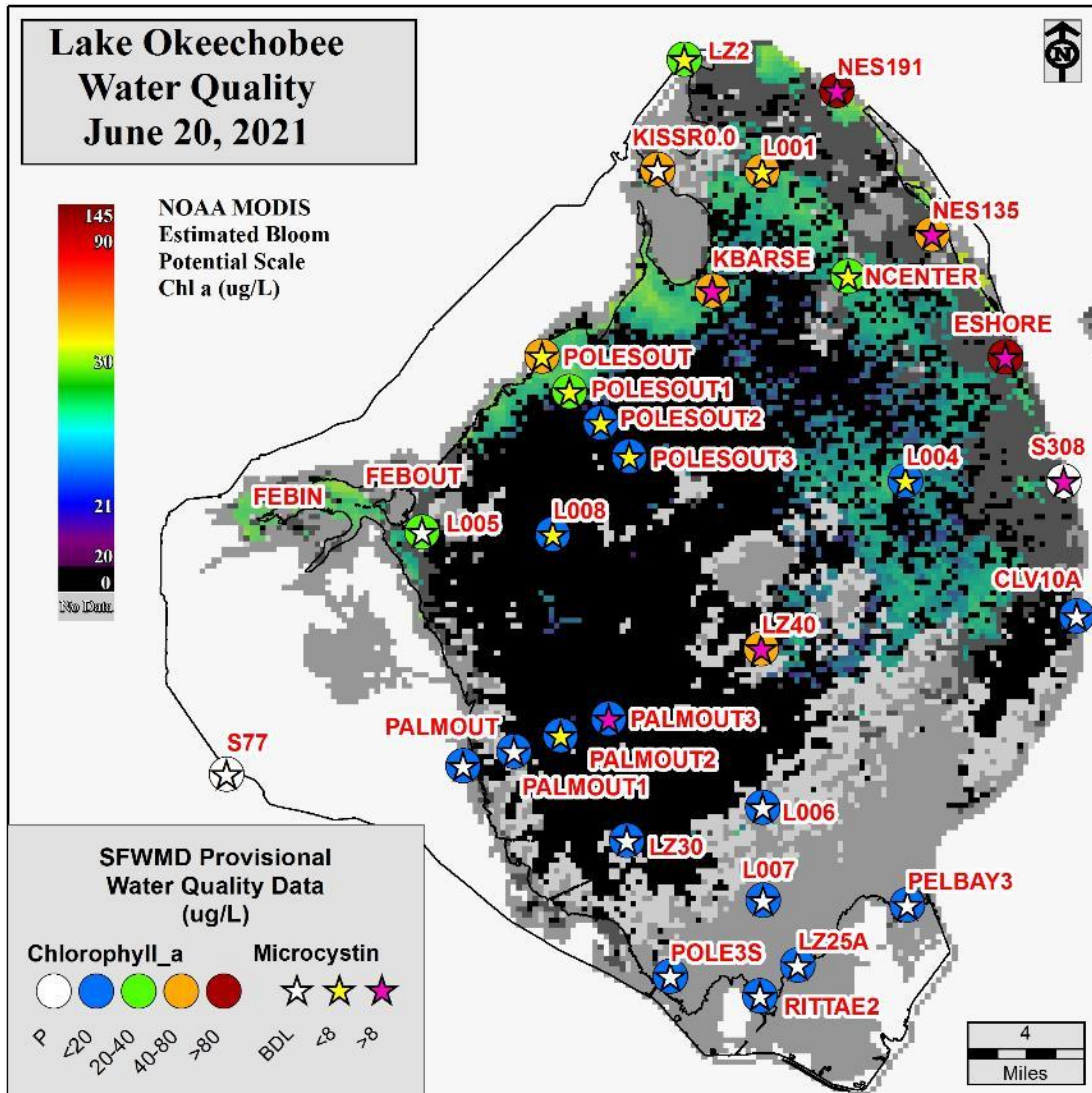 Lake Okeechobee
Water Quality
June 20, 2021
N
LZ2
NES191
KISSR0.0
L001
145
90
30
21
20
0
No Data
NOAA MODIS
Estimated Bloom
Potential Scale
Chl a (ug/L)
NES135
KBARSE
NCENTER
ESHORE
POLESOUT
POLESOUT1
POLESOUT2
POLESOUT3
L004
S308
FEBIN
FEBOUT
L005
L008
CLV10A
LZ40
PALMOUT
PALMOUT3
S77
PALMOUT2
PALMOUT1
L006
LZ30
L007
PELBAY3
POLE3S
LZ25A
RITTAE2
SFWMD Provisional
Water Quality Data
(ug/L)
Chlorophyll_a
Microcystin
P
<20
20-40
40-80
>80
BDL
<8
>8
4
Miles